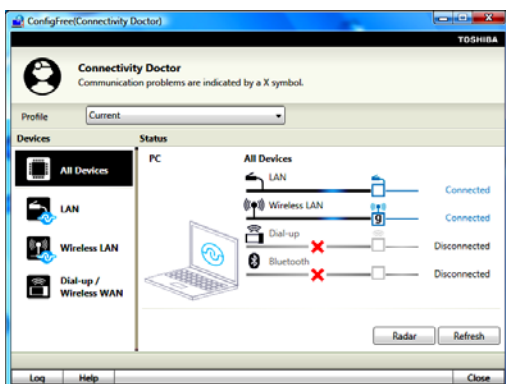 ConfigFree(Connectivity Doctor)
TOSHIBA
Connectivity Doctor
Communication problems are indicated by a X symbol.
Profile
Current
Devices
Status
All Devices
LAN
Wireless LAN
Dial-up /
Wireless WAN
PC
All Devices
LAN
Connected
Wireless LAN
g
Connected
Dial-up
Disconnected
Bluetooth
Disconnected
Radar
Refresh
Log
Help
Close